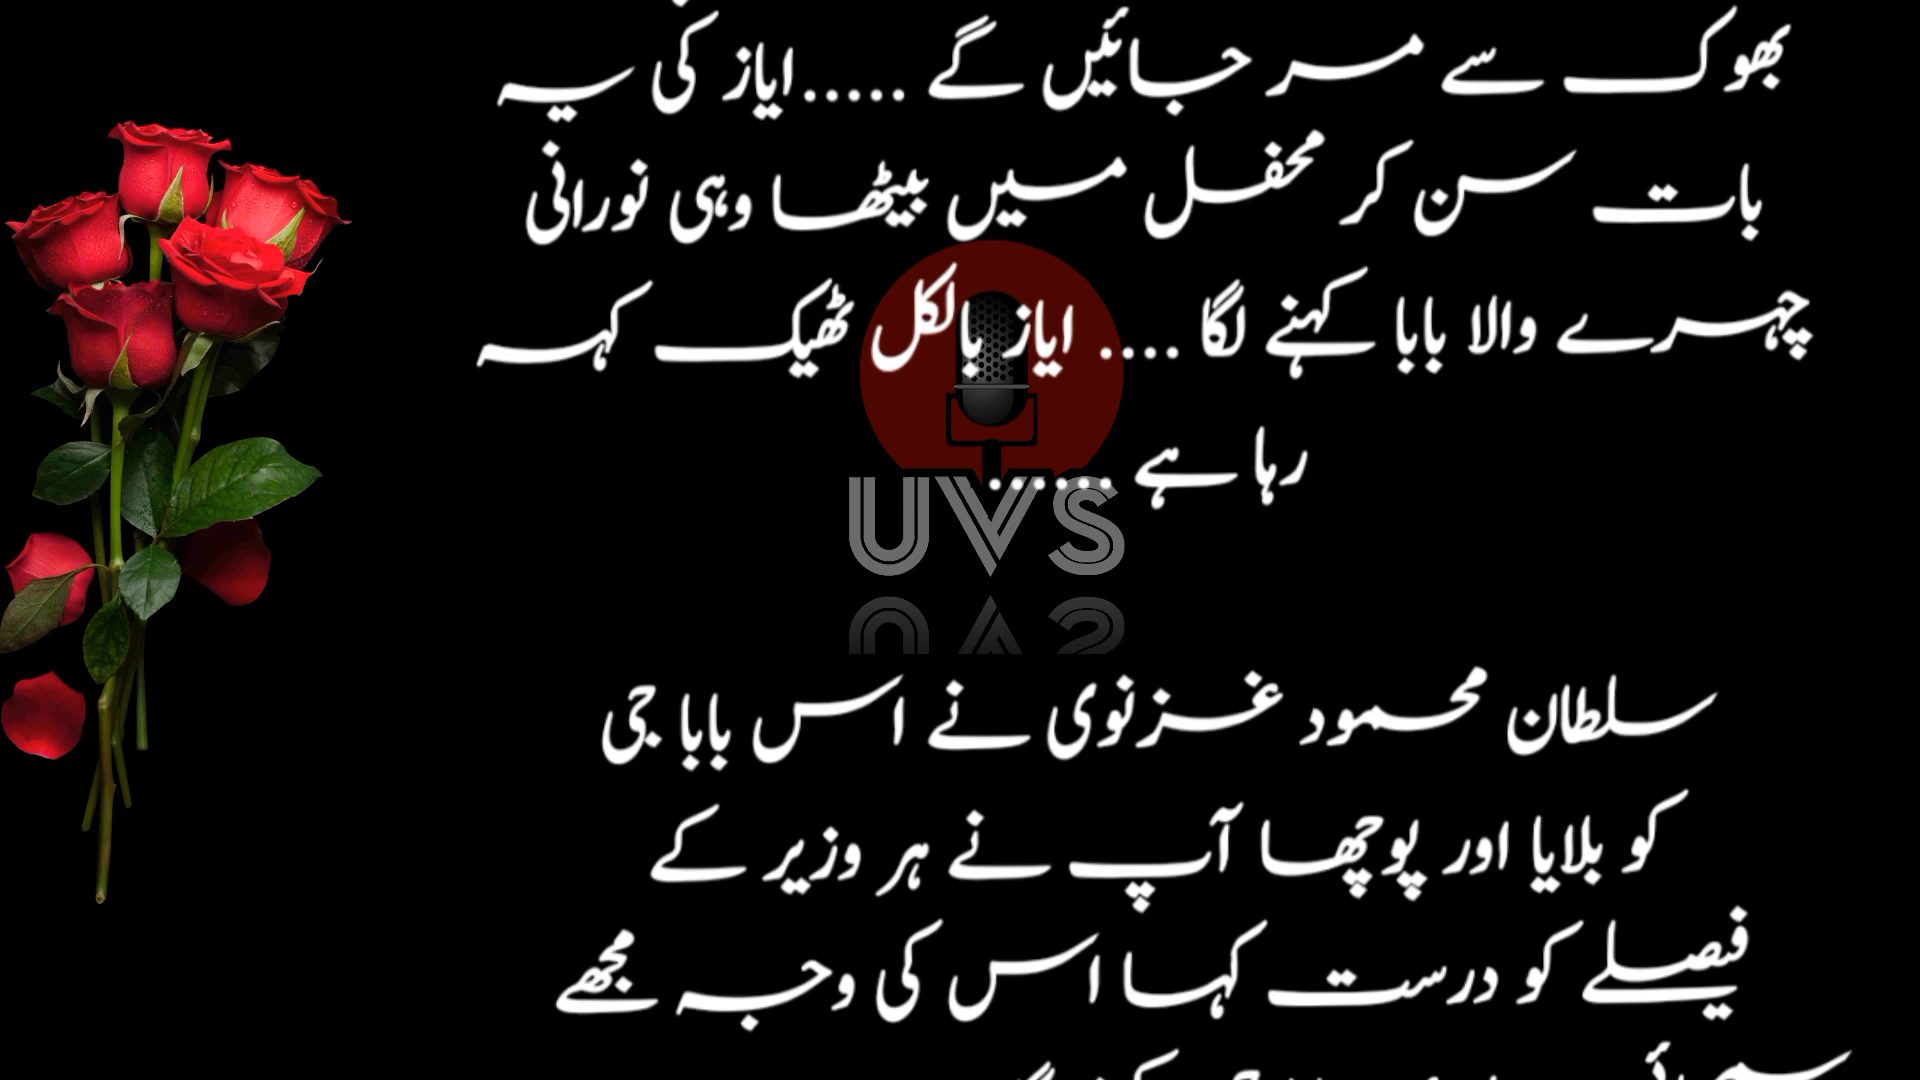 بھوک سے مر جائیں گے .....ایاز کی یہ
بات سن کر محفل میں بیٹھا وہی نورانی
چہرے والا بابا کہنے لگا .... ایاز بالکل ٹھیک کہہ
رہا ہے ......
UVS
سلطان محمود غزنوی نے اس بابا جی
کو بلایا اور پوچھا آپ نے ہر وزیر کے
فیصلے کو درست کہا اس کی وجہ مجھے